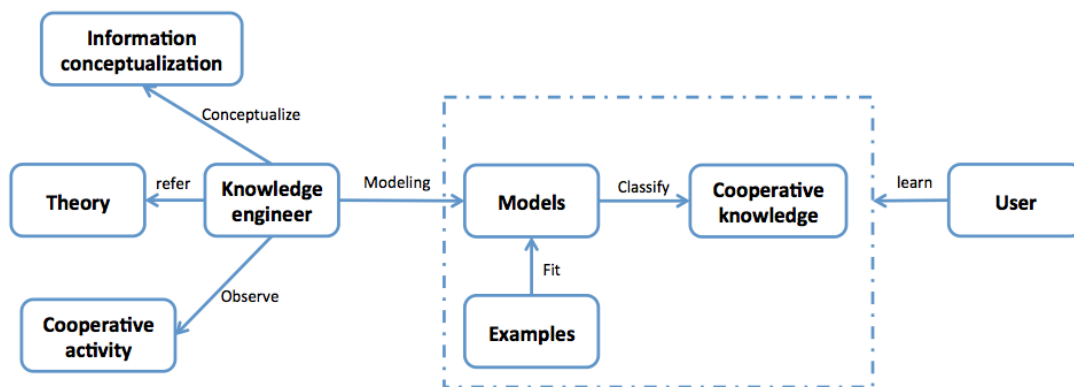 Information
conceptualization
Conceptualize
Theory
refer
Knowledge
engineer
Modeling
Models
Classify
Cooperative
knowledge
learn
User
Observe
Fit
Cooperative
activity
Examples